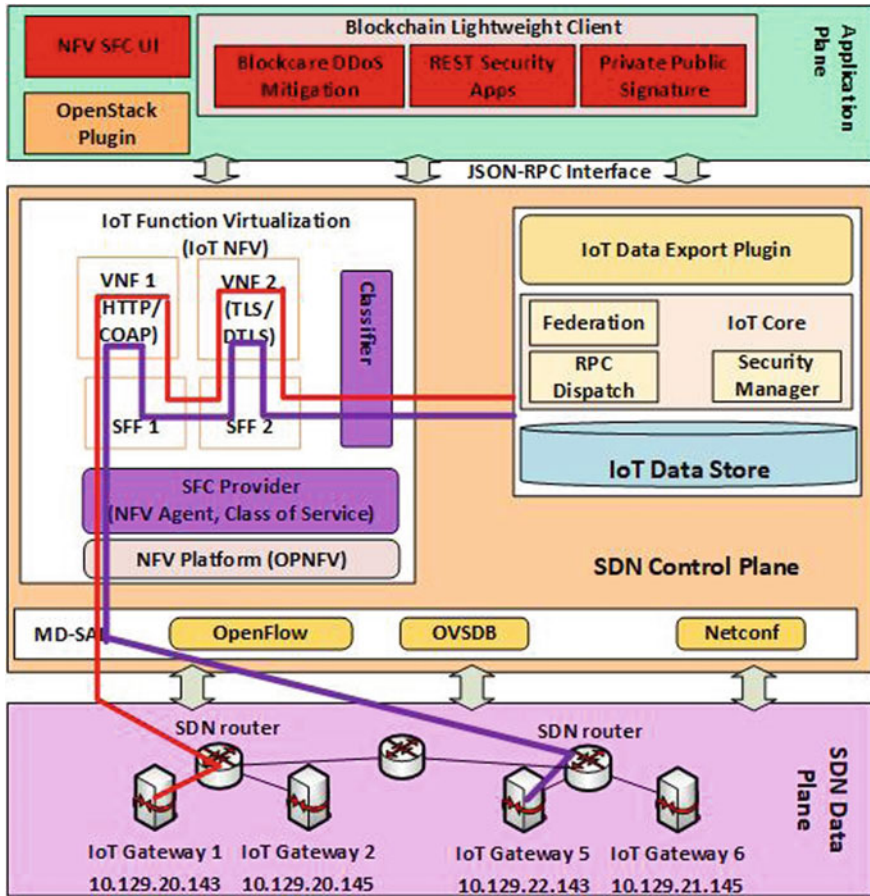 NFV SFC UI
OpenStack
Plugin
Blockchain Lightweight Client
Blockcare DDoS
Mitigation
REST Security
Apps
Private Public
Signature
Application
Plane
JSON-RPC Interface
IoT Function Virtualization
(IoT NFV)
VNF 1
(HTTP/
COAP)
VNF 2
(TLS/
DTLS)
Classifier
SFF 1
SFF 2
SFC Provider
(NFV Agent, Class of Service)
NFV Platform (OPNFV)
IoT Data Export Plugin
Federation
IoT Core
RPC
Dispatch
Security
Manager
IoT Data Store
SDN Control Plane
MD-SAL
OpenFlow
OVSDB
Netconf
SDN router
SDN router
SDN Data
Plane
IoT Gateway 1
10.129.20.143
IoT Gateway 2
10.129.20.145
IoT Gateway 5
10.129.22.143
IoT Gateway 6
10.129.21.145